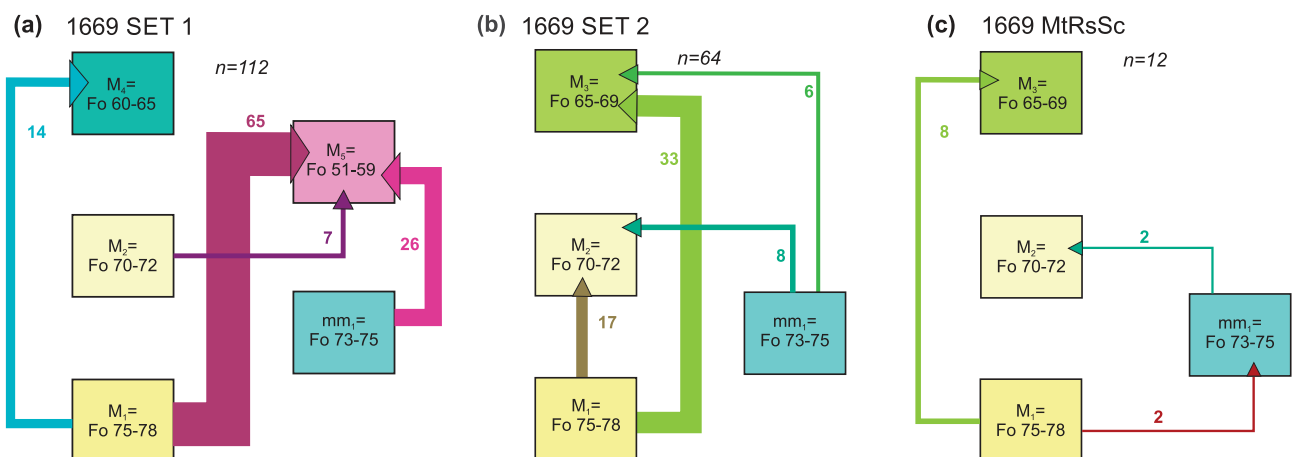 (a) 1669 SET 1
n=112
M₄=
Fo 60-65
14
65
M₅=
Fo 51-59
M₂=
Fo 70-72
7
26
mm₁=
Fo 73-75
M₁=
Fo 75-78
(b) 1669 SET 2
n=64
M₃=
Fo 65-69
6
33
M₂=
Fo 70-72
8
17
mm₁=
Fo 73-75
M₁=
Fo 75-78
(c) 1669 MtRsSc
n=12
M₃=
Fo 65-69
8
M₂=
Fo 70-72
2
mm₁=
Fo 73-75
M₁=
Fo 75-78
2